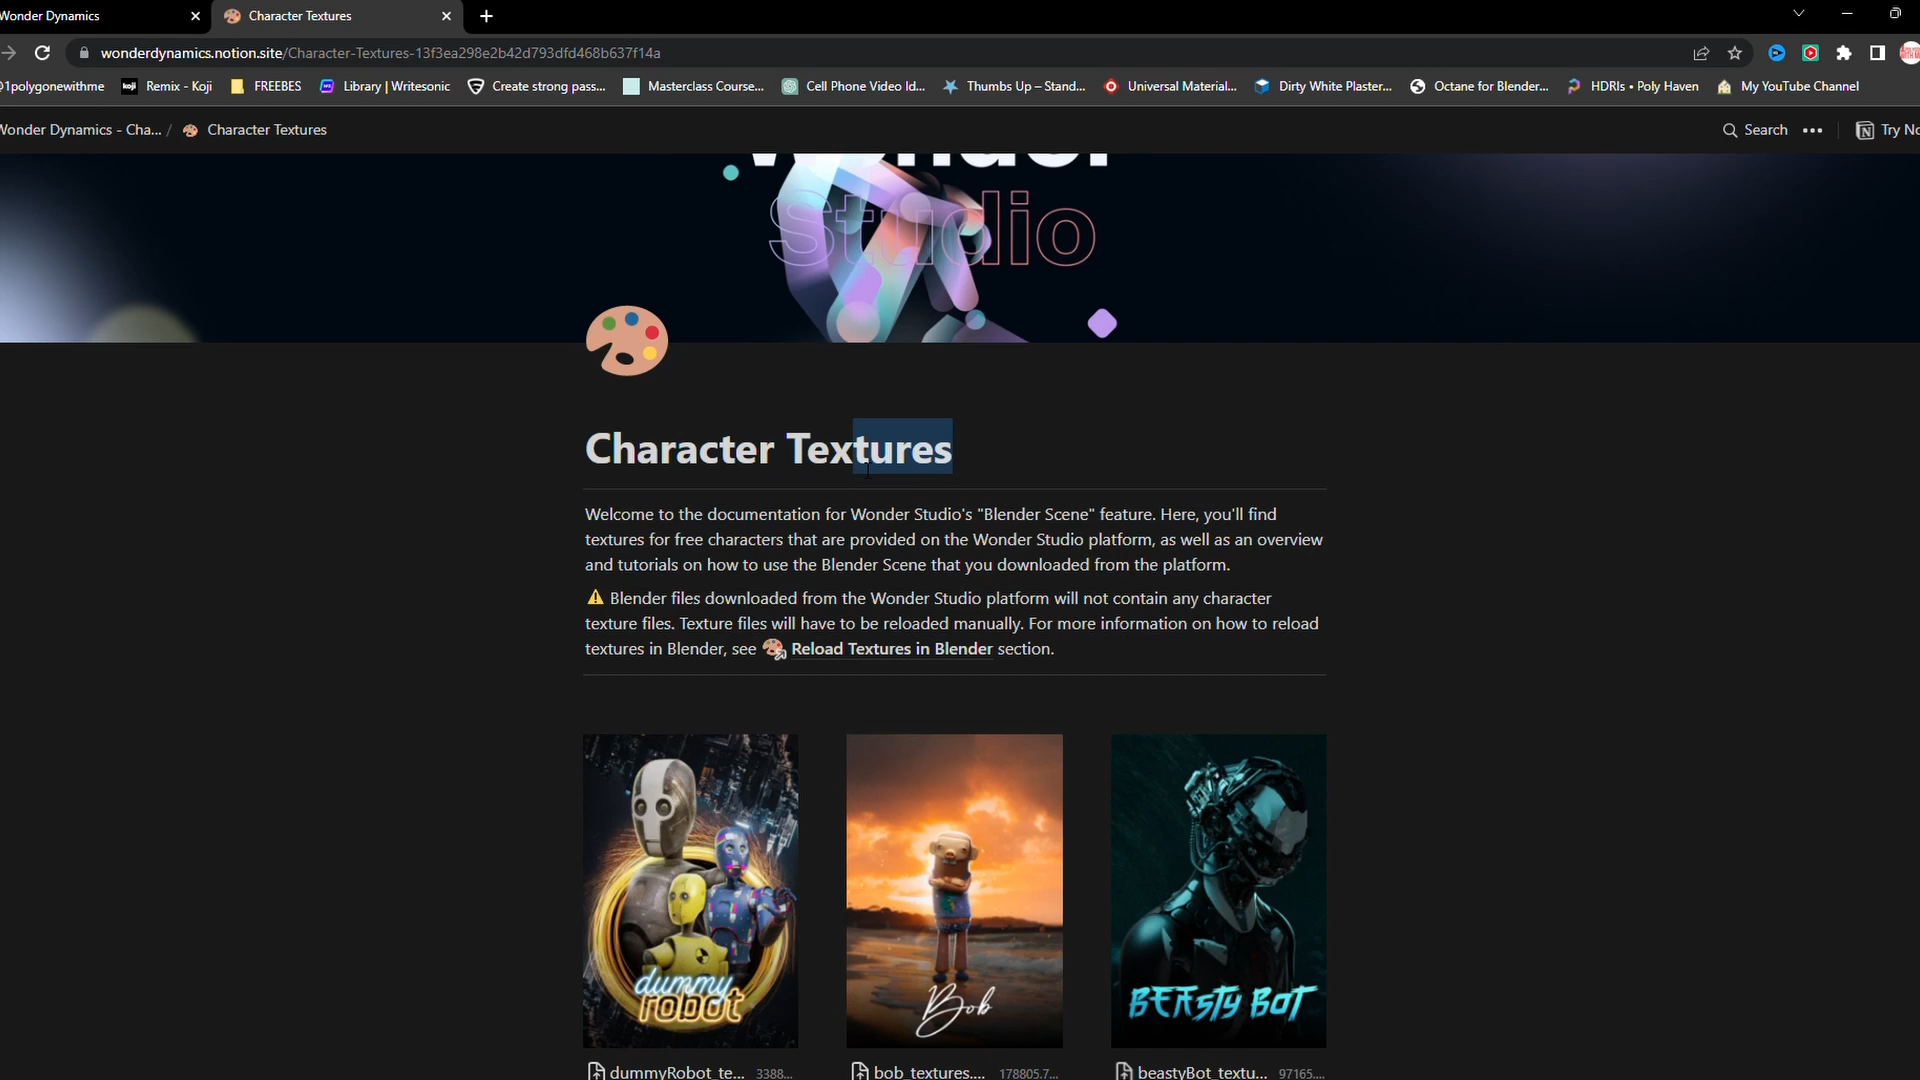 Wonder Dynamics
Character Textures
wonderdynamics.notion.site/Character-Textures-13f3ea298e2b42d793dfd468b637f14a
1polygonewithme
koji Remix - Koji
FREEBES
Library | Writesonic
Create strong pass...
Masterclass Course...
Cell Phone Video Id...
Thumbs Up – Stand...
Universal Material...
Dirty White Plaster...
Octane for Blender...
HDRIs • Poly Haven
My YouTube Channel
Wonder Dynamics - Cha... / Character Textures
Search
Try No
Wonder
Studio
Character Textures
Welcome to the documentation for Wonder Studio's "Blender Scene" feature. Here, you'll find
textures for free characters that are provided on the Wonder Studio platform, as well as an overview
and tutorials on how to use the Blender Scene that you downloaded from the platform.
⚠ Blender files downloaded from the Wonder Studio platform will not contain any character
texture files. Texture files will have to be reloaded manually. For more information on how to reload
textures in Blender, see Reload Textures in Blender section.
dummy
robot
Bob
BEASTY BOT
dummyRobot_te... 3388...
bob_textures.... 178805.7...
beastyBot_textu... 97165....